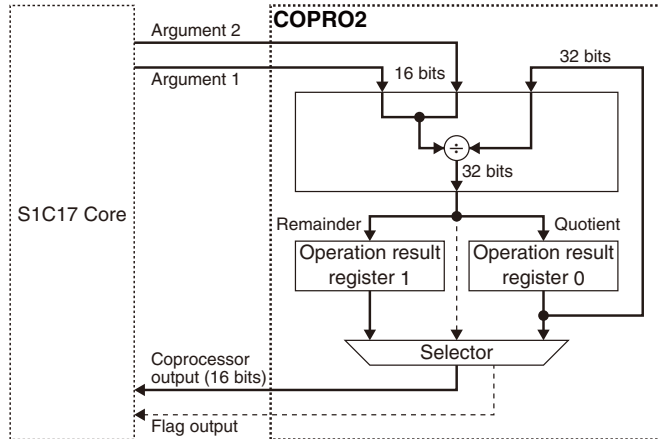 COPRO2
Argument 2
Argument 1
16 bits
32 bits
÷
32 bits
S1C17 Core
Remainder
Quotient
Operation result
register 1
Operation result
register 0
Selector
Coprocessor
output (16 bits)
Flag output